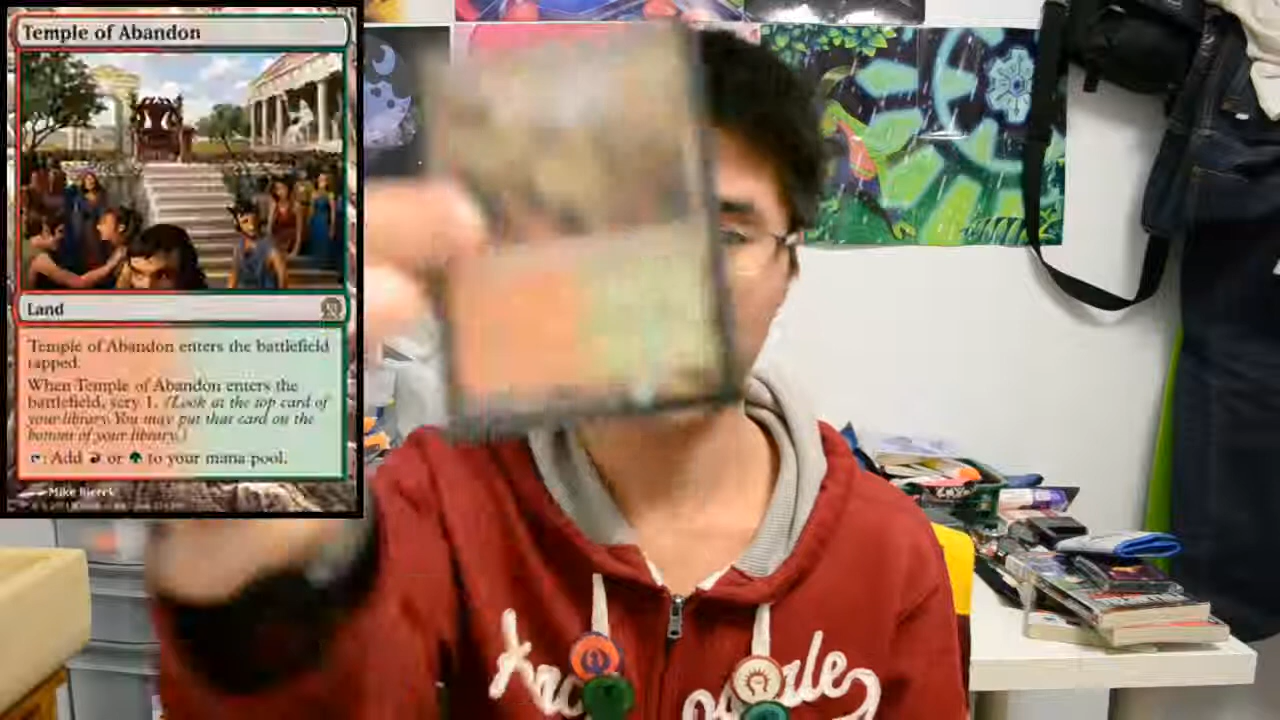 Temple of Abandon
Land
Temple of Abandon enters the battlefield
tapped.
When Temple of Abandon enters the
battlefield, scry 1. (Look at the top card of
your library. You may put that card on the
bottom of your library.)
: Add or to your mana pool.
Mike Bierek